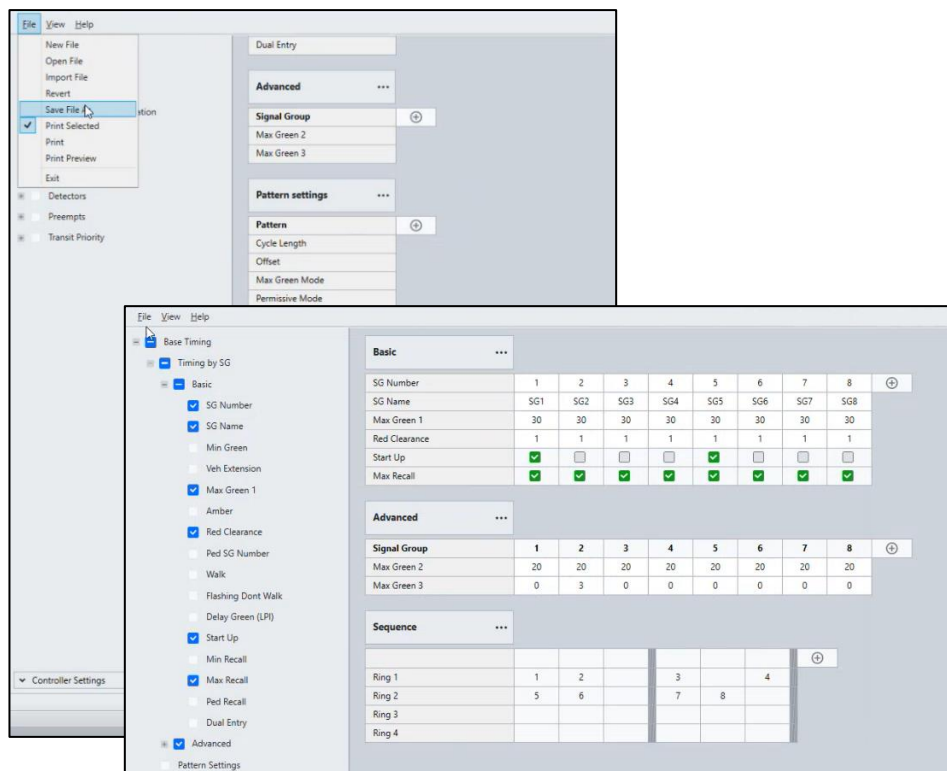 File View Help
New File
Open File
Import File
Revert
Save File A
Print Selected
Print
Print Preview
Exit
ation
Detectors
Preempts
Transit Priority
Controller Settings
Dual Entry
Advanced ...
Signal Group
Max Green 2
Max Green 3
Pattern settings ...
Pattern
Cycle Length
Offset
Max Green Mode
Permissive Mode
File View Help
Base Timing
Timing by SG
Basic
SG Number
SG Name
Min Green
Veh Extension
Max Green 1
Amber
Red Clearance
Ped SG Number
Walk
Flashing Dont Walk
Delay Green (LPI)
Start Up
Min Recall
Max Recall
Ped Recall
Dual Entry
Advanced
Pattern Settings
Basic ...
SG Number 1 2 3 4 5 6 7 8
SG Name SG1 SG2 SG3 SG4 SG5 SG6 SG7 SG8
Max Green 1 30 30 30 30 30 30 30 30
Red Clearance 1 1 1 1 1 1 1 1
Start Up
Max Recall
Advanced ...
Signal Group 1 2 3 4 5 6 7 8
Max Green 2 20 20 20 20 20 20 20 20
Max Green 3 0 3 0 0 0 0 0 0
Sequence ...
Ring 1 1 2 3 4
Ring 2 5 6 7 8
Ring 3
Ring 4